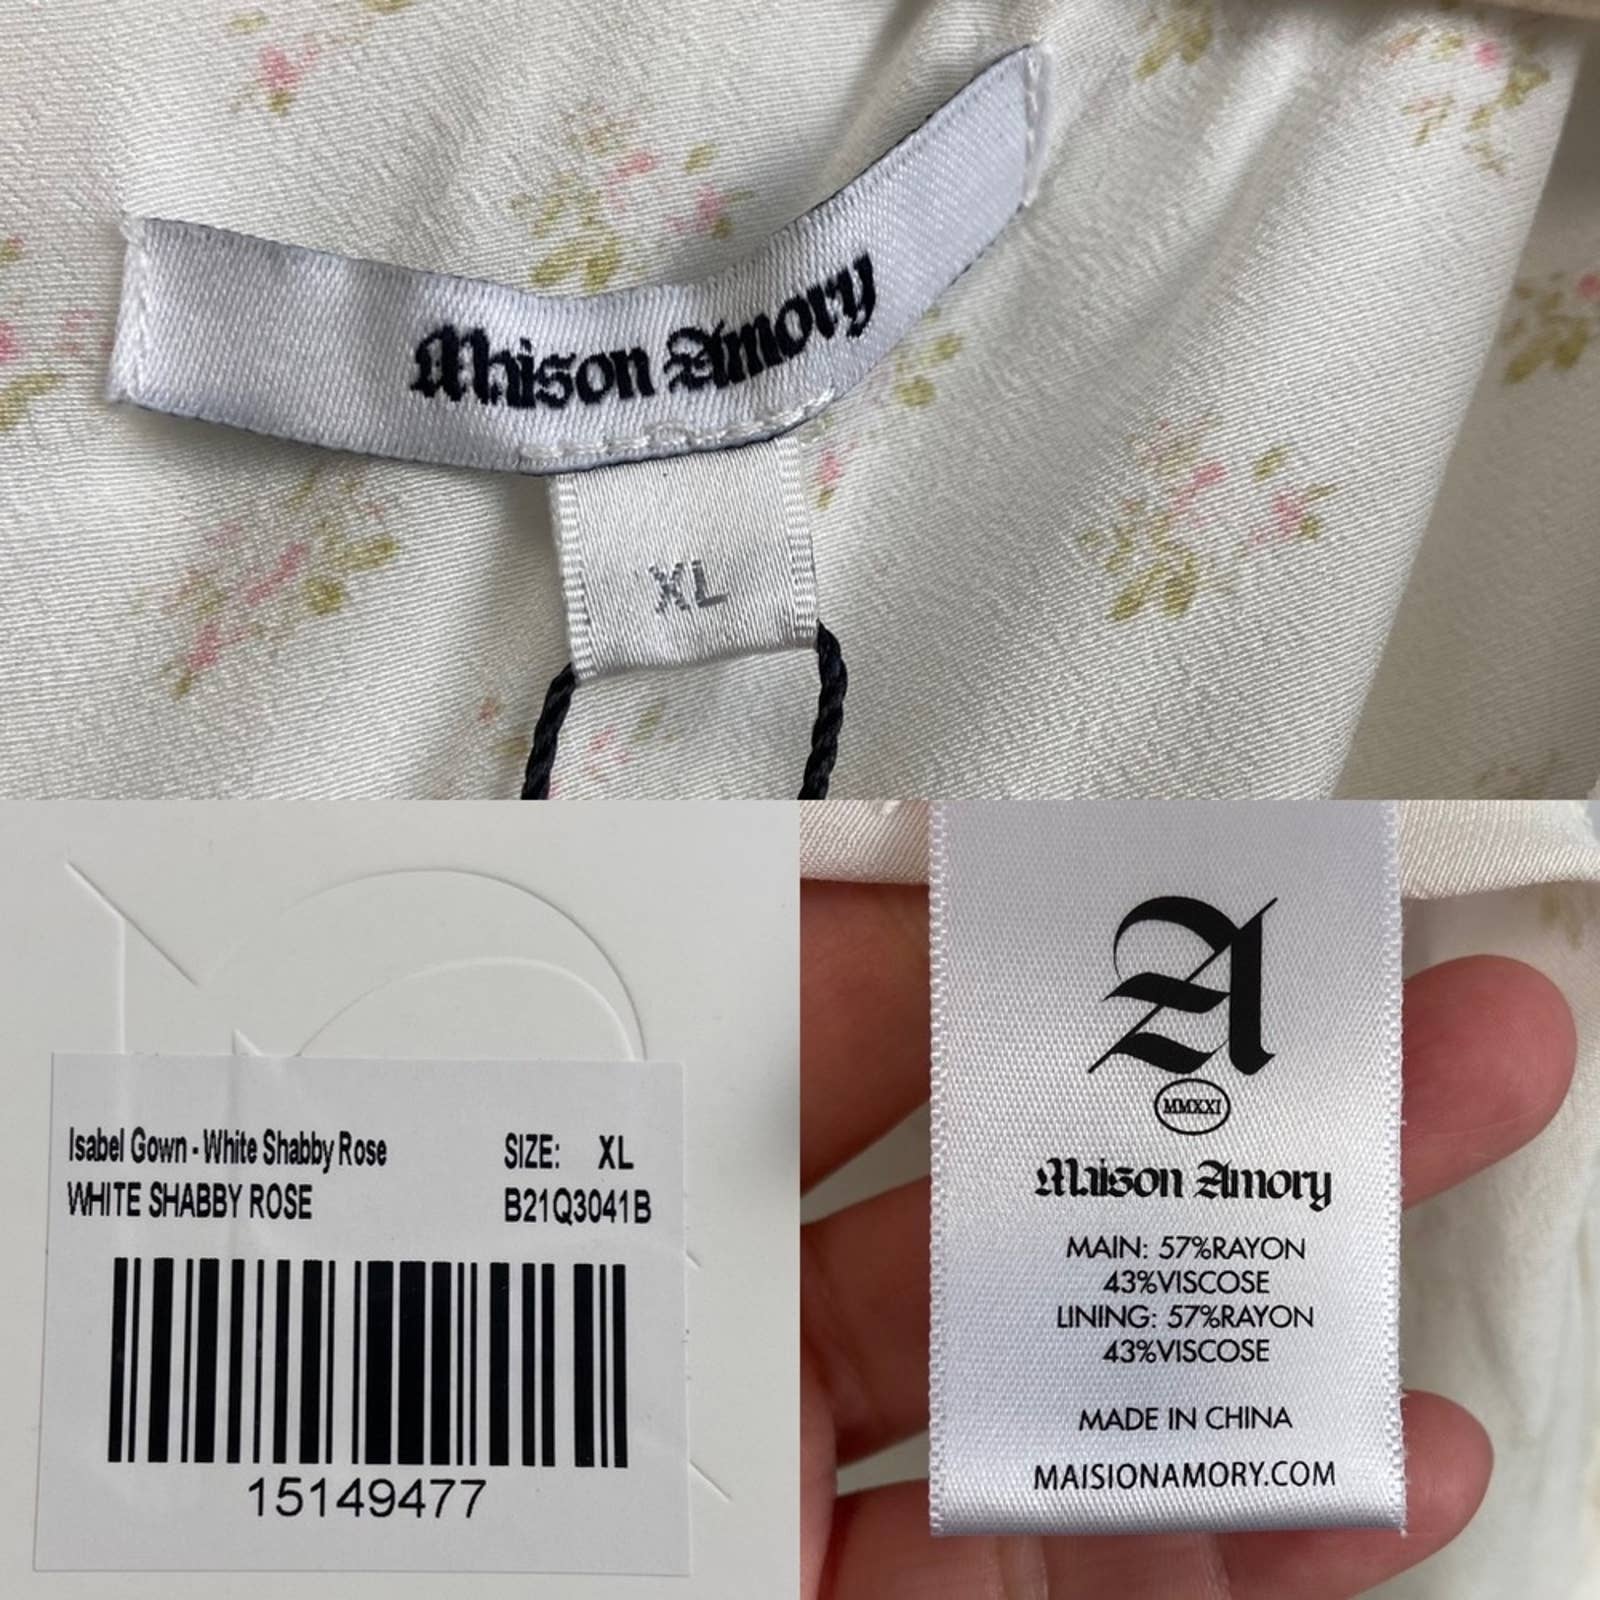 Maison Amory
XL
Isabel Gown - White Shabby Rose SIZE: XL
WHITE SHABBY ROSE B21Q3041B
15149477
A
MMXXI
Maison Amory
MAIN: 57%RAYON
43%VISCOSE
LINING: 57%RAYON
43%VISCOSE
MADE IN CHINA
MAISIONAMORY.COM